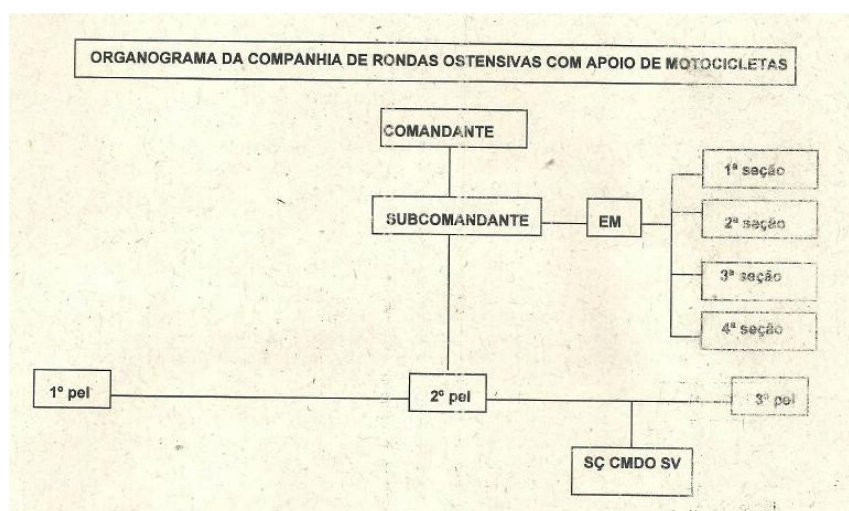 ORGANOGRAMA DA COMPANHIA DE RONDAS OSTENSIVAS COM APOIO DE MOTOCICLETAS
COMANDANTE
SUBCOMANDANTE
EM
1ª seção
2ª seção
3ª seção
4ª seção
1º pel
2º pel
3º pel
SÇ CMDO SV